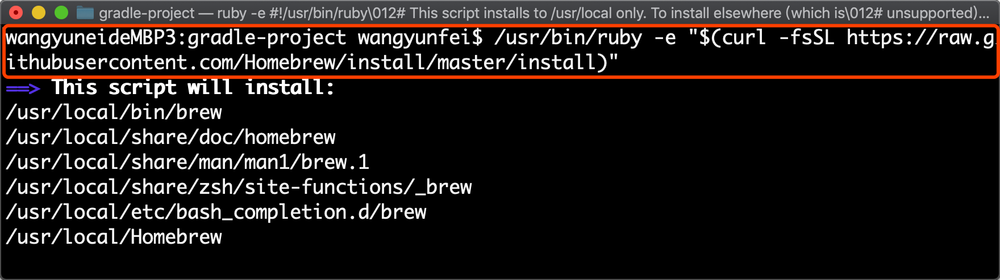 gradle-project — ruby -e #!/usr/bin/ruby\012# This script installs to /usr/local only. To install elsewhere (which is\012# unsupported)...
wangyuneideMBP3:gradle-project wangyunfei$ /usr/bin/ruby -e "$(curl -fsSL https://raw.g
ithubusercontent.com/Homebrew/install/master/install)"
==> This script will install:
/usr/local/bin/brew
/usr/local/share/doc/homebrew
/usr/local/share/man/man1/brew.1
/usr/local/share/zsh/site-functions/_brew
/usr/local/etc/bash_completion.d/brew
/usr/local/Homebrew